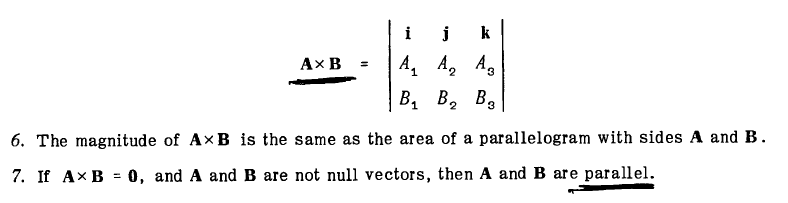 i j k
A×B = A₁ A₂ A₃
B₁ B₂ B₃
6. The magnitude of A×B is the same as the area of a parallelogram with sides A and B.
7. If A×B = 0, and A and B are not null vectors, then A and B are parallel.